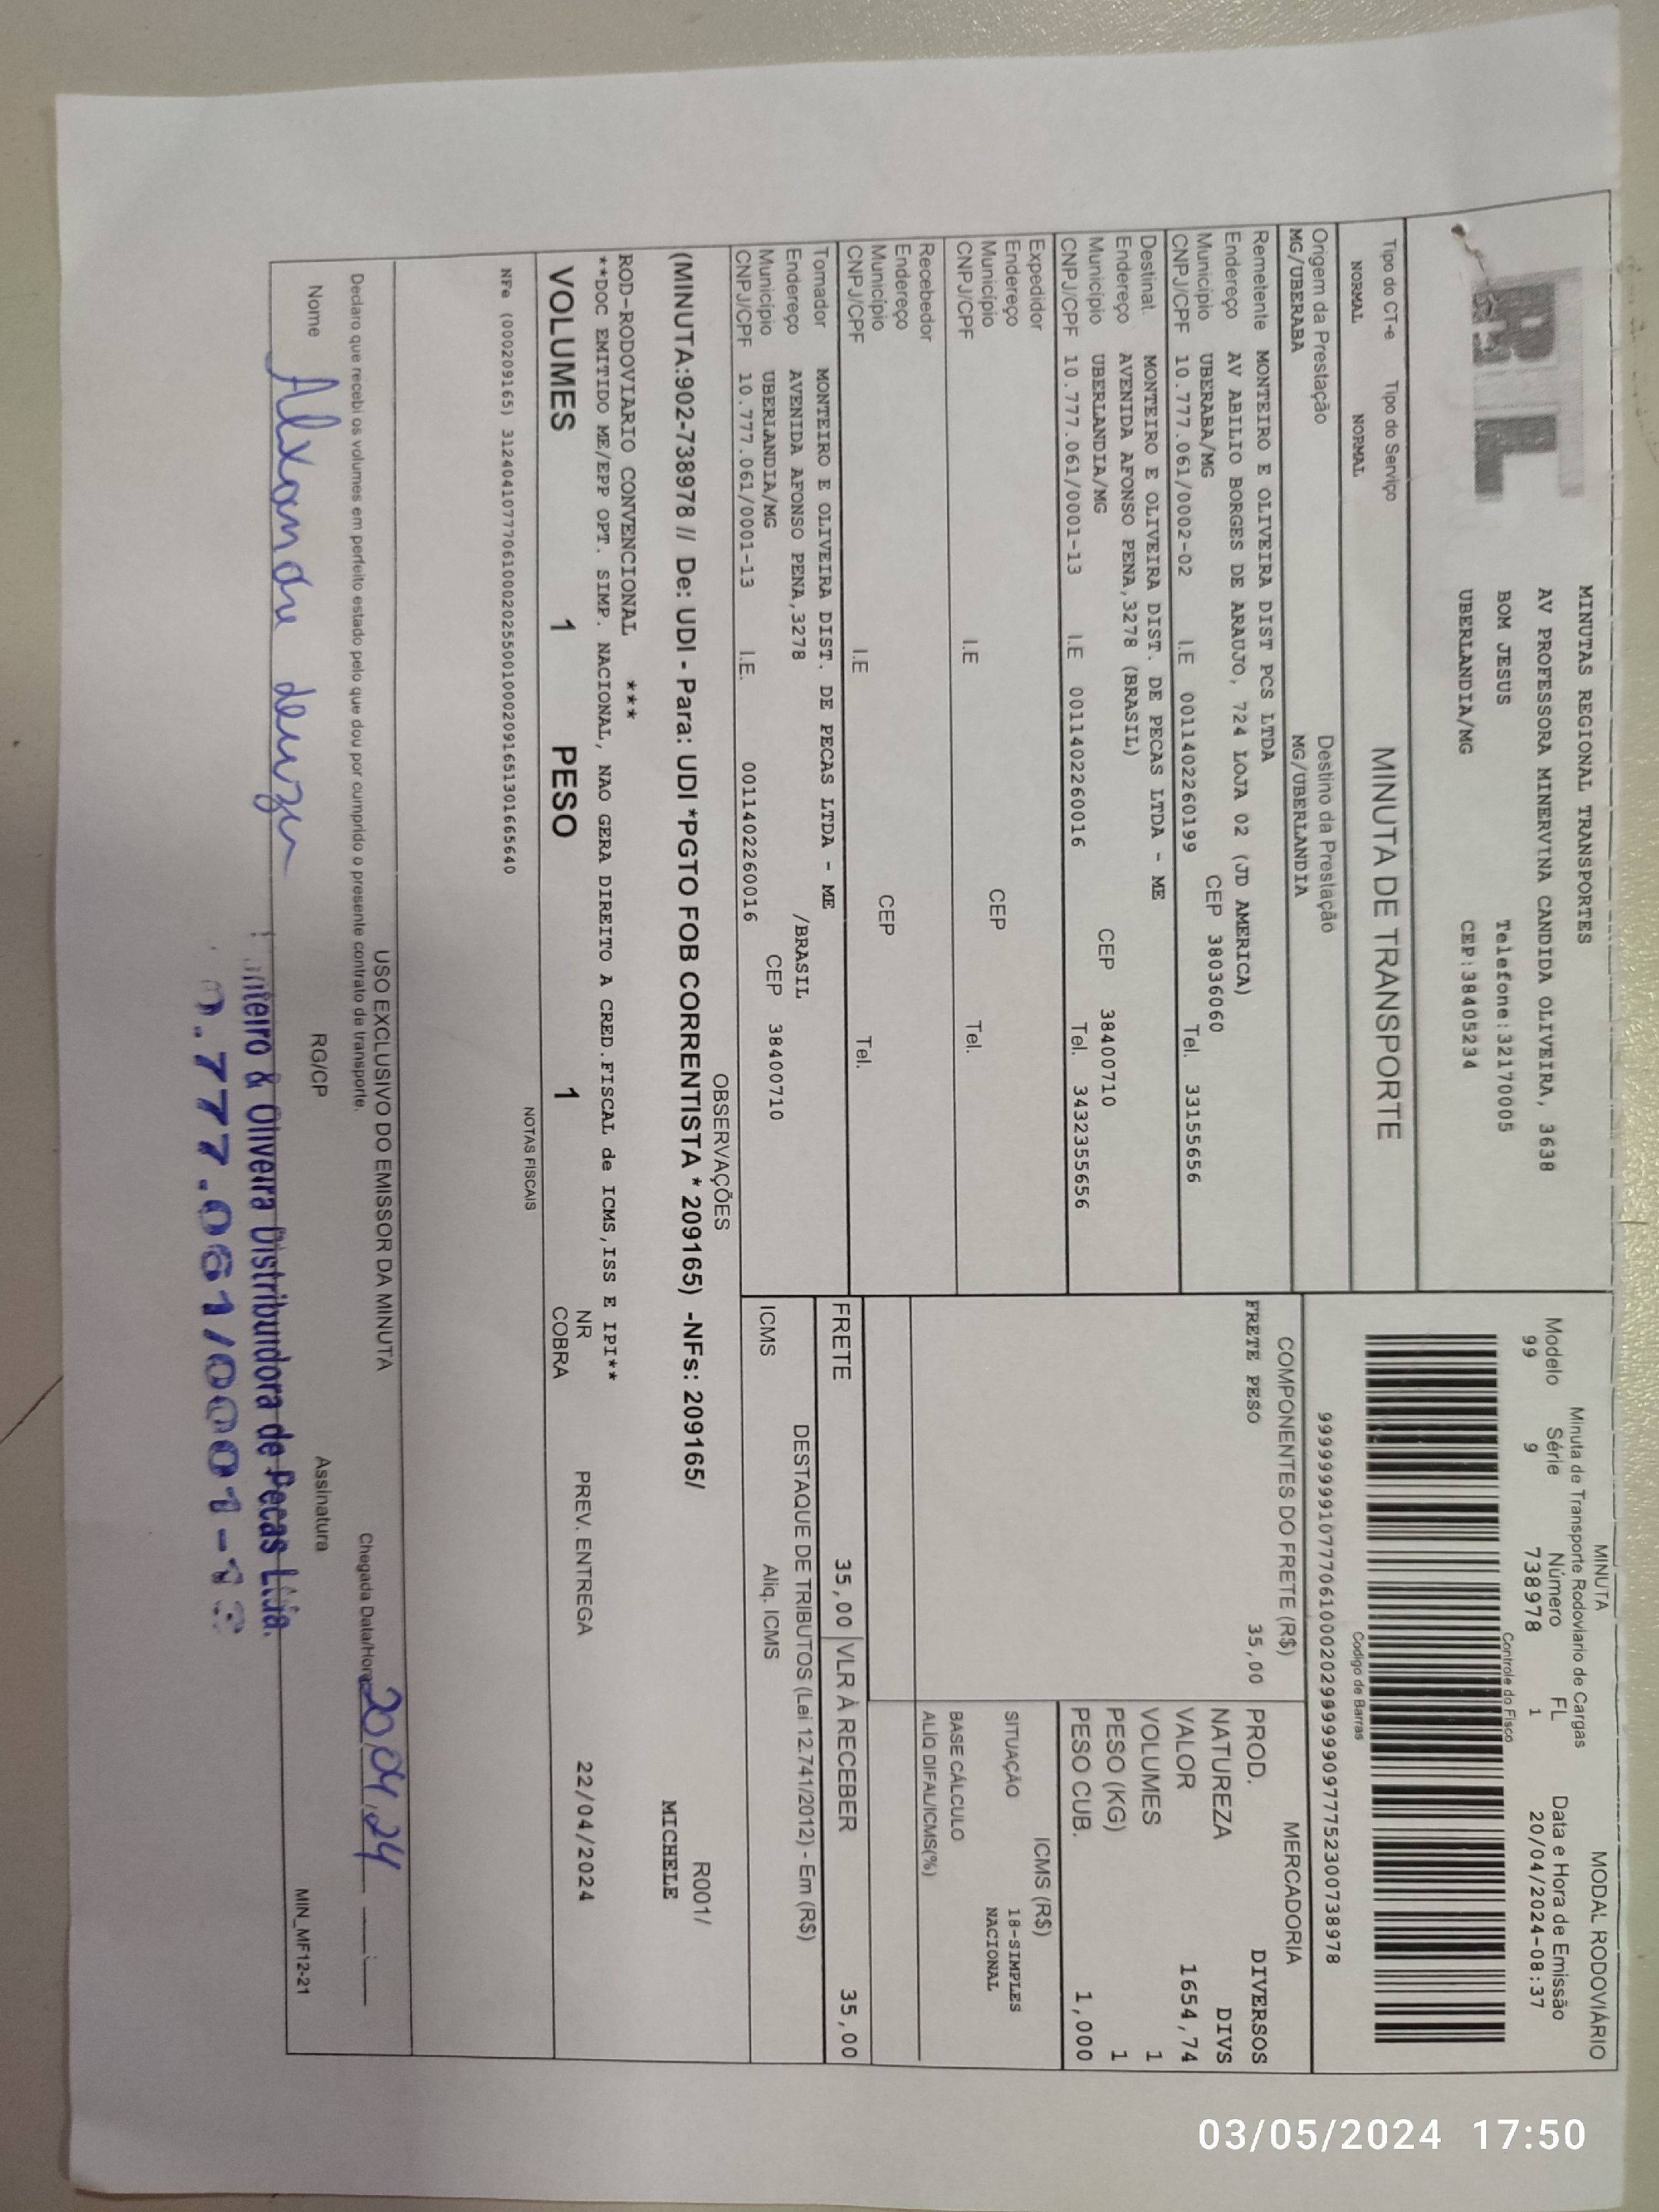 MINUTAS REGIONAL TRANSPORTES
AV PROFESSORA MINERVINA CANDIDA OLIVEIRA, 3638
BOM JESUS Telefone:32170005
UBERLANDIA/MG CEP:38405234
MINUTA MODAL RODOVIÁRIO
Minuta de Transporte Rodoviario de Cargas
Modelo Série Número FL Data e Hora de Emissão
99 9 738978 1 20/04/2024-08:37
Controle do Fisco
Codigo de Barras
Tipo do CT-e Tipo do Serviço
NORMAL NORMAL
MINUTA DE TRANSPORTE
Origem da Prestação Destino da Prestação
MG/UBERABA MG/UBERLANDIA
Remetente MONTEIRO E OLIVEIRA DIST PCS LTDA
Endereço AV ABILIO BORGES DE ARAUJO, 724 LOJA 02 (JD AMERICA)
Município UBERABA/MG CEP 38036060
CNPJ/CPF 10.777.061/0002-02 I.E 0011402260199 Tel. 33155656
Destinat. MONTEIRO E OLIVEIRA DIST. DE PECAS LTDA - ME
Endereço AVENIDA AFONSO PENA,3278 (BRASIL)
Município UBERLANDIA/MG CEP 38400710
CNPJ/CPF 10.777.061/0001-13 I.E 0011402260016 Tel. 3432355656
Expedidor
Endereço
Município CEP
CNPJ/CPF I.E Tel.
Recebedor
Endereço
Município CEP
CNPJ/CPF I.E Tel.
Tomador MONTEIRO E OLIVEIRA DIST. DE PECAS LTDA - ME
Endereço AVENIDA AFONSO PENA,3278 /BRASIL
Município UBERLANDIA/MG CEP 38400710
CNPJ/CPF 10.777.061/0001-13 I.E. 0011402260016
COMPONENTES DO FRETE (R$)
FRETE PESO 35,00
MERCADORIA
PROD. DIVERSOS
NATUREZA DIVS
VALOR 1654,74
VOLUMES 1
PESO (KG) 1
PESO CUB. 1,000
ICMS (R$)
SITUAÇÃO 18-SIMPLES
NACIONAL
BASE CÁLCULO
ALÍQ DIFAL/ICMS(%)
FRETE 35,00 VLR À RECEBER 35,00
DESTAQUE DE TRIBUTOS (Lei 12.741/2012) - Em (R$)
ICMS Aliq. ICMS
OBSERVAÇÕES
(MINUTA:902-738978 // De: UDI - Para: UDI *PGTO FOB CORRENTISTA * 209165) -NFs: 209165/ R001/
MICHELE
ROD-RODOVIARIO CONVENCIONAL ***
**DOC EMITIDO ME/EPP OPT. SIMP. NACIONAL, NAO GERA DIREITO A CRED.FISCAL de ICMS,ISS E IPI**
VOLUMES 1 PESO 1 NR COBRA PREV. ENTREGA 22/04/2024
NOTAS FISCAIS
NFe (000209165) 31240410777061000202550010002091651301665640
USO EXCLUSIVO DO EMISSOR DA MINUTA
Declaro que recebi os volumes em perfeito estado pelo que dou por cumprido o presente contrato de transporte.
Chegada Data/Hora 20,04,24
Nome Alxandre RG/CP Assinatura MIN_MF12-21
& Oliveira Distribuidora de Pecas Ltda.
.777.061/0001-13
03/05/2024 17:50